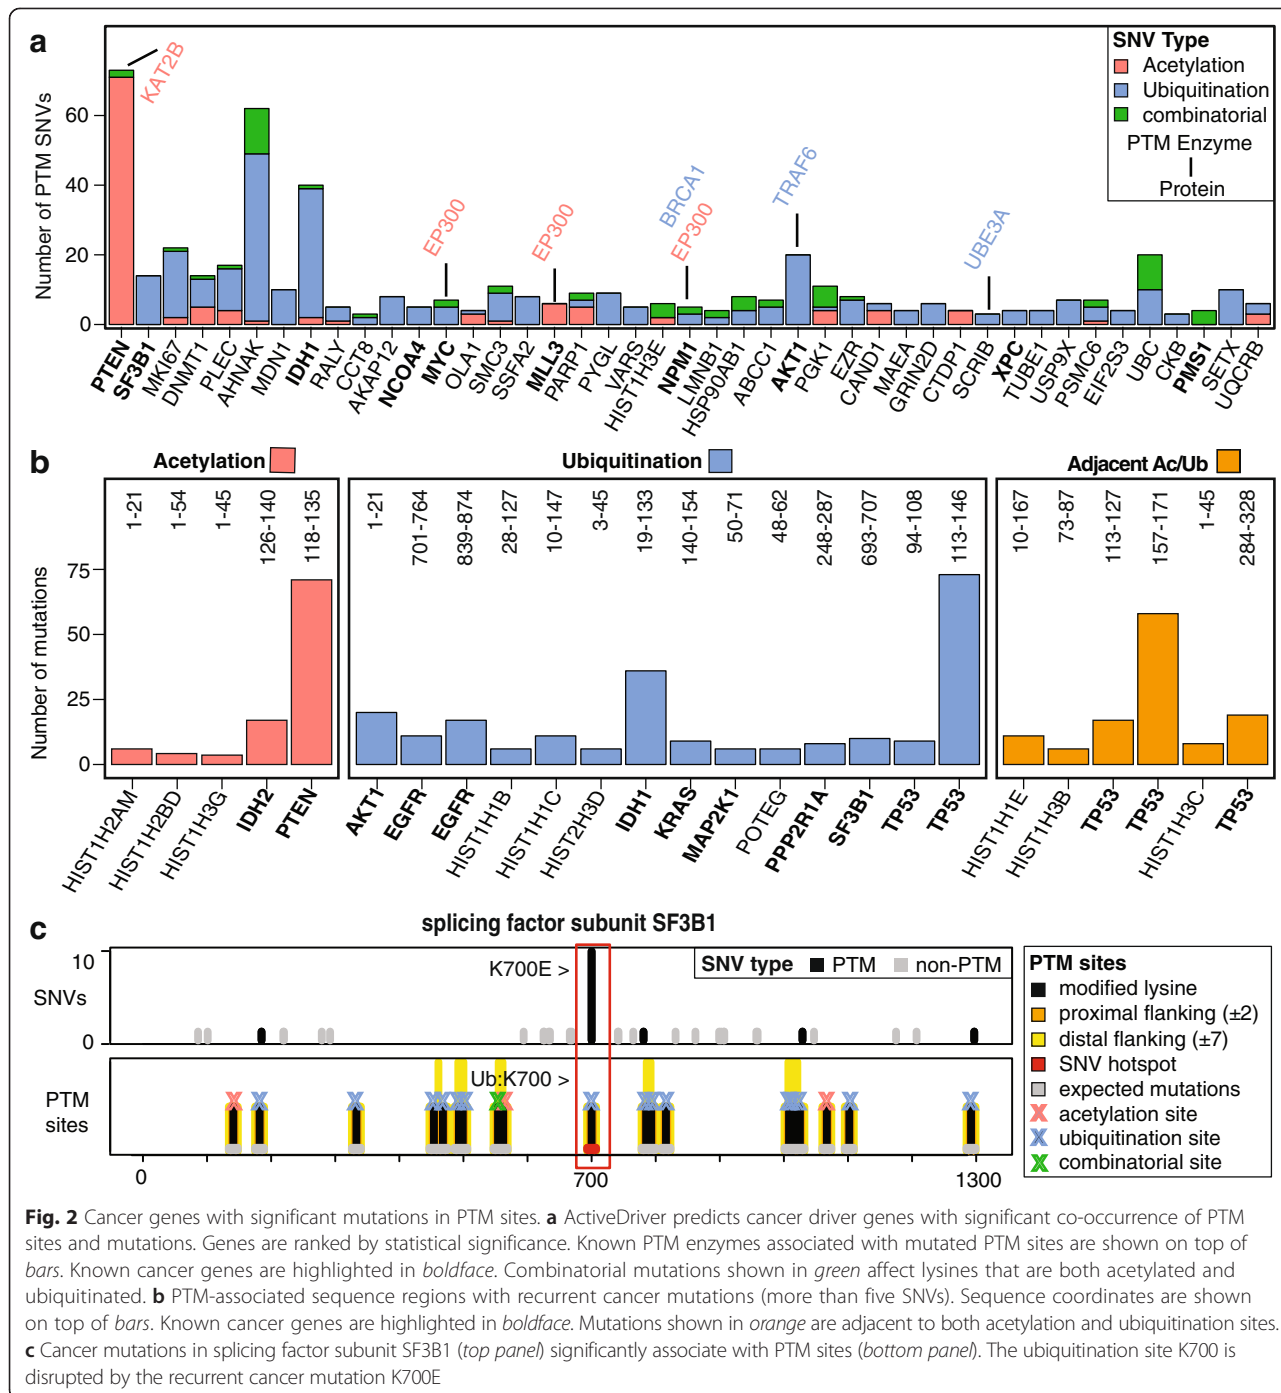 a
Number of PTM SNVs
60
40
20
0
KAT2B
EP300
EP300
BRCA1
EP300
TRAF6
UBE3A
SNV Type
Acetylation
Ubiquitination
combinatorial
PTM Enzyme
Protein
PTEN
SF3B1
MKI67
DNMT1
PLEC
AHNAK
MDN1
IDH1
RALY
CCT8
AKAP12
NCOA4
MYC
OLA1
SMC3
SSFA2
MLL3
PARP1
PYGL
VARS
HIST1H3E
NPM1
LMNB1
HSP90AB1
ABCC1
AKT1
PGK1
EZR
CAND1
MAEA
GRIN2D
CTDP1
SCRIB
XPC
TUBE1
USP9X
PSMC6
EIF2S3
UBC
CKB
PMS1
SETX
UQCRB
b
Acetylation
Ubiquitination
Adjacent Ac/Ub
Number of mutations
75
50
25
0
1-21
1-54
1-45
126-140
118-135
1-21
701-764
839-874
28-127
10-147
3-45
19-133
140-154
50-71
48-62
248-287
693-707
94-108
113-146
10-167
73-87
113-127
157-171
1-45
284-328
HIST1H2AM
HIST1H2BD
HIST1H3G
IDH2
PTEN
AKT1
EGFR
EGFR
HIST1H1B
HIST1H1C
HIST2H3D
IDH1
KRAS
MAP2K1
POTEG
PPP2R1A
SF3B1
TP53
TP53
HIST1H1E
HIST1H3B
TP53
TP53
HIST1H3C
TP53
c
splicing factor subunit SF3B1
10
SNVs
0
K700E >
SNV type PTM non-PTM
PTM sites
Ub:K700 >
0 700 1300
PTM sites
modified lysine
proximal flanking (±2)
distal flanking (±7)
SNV hotspot
expected mutations
acetylation site
ubiquitination site
combinatorial site
Fig. 2 Cancer genes with significant mutations in PTM sites. a ActiveDriver predicts cancer driver genes with significant co-occurrence of PTM
sites and mutations. Genes are ranked by statistical significance. Known PTM enzymes associated with mutated PTM sites are shown on top of
bars. Known cancer genes are highlighted in boldface. Combinatorial mutations shown in green affect lysines that are both acetylated and
ubiquitinated. b PTM-associated sequence regions with recurrent cancer mutations (more than five SNVs). Sequence coordinates are shown
on top of bars. Known cancer genes are highlighted in boldface. Mutations shown in orange are adjacent to both acetylation and ubiquitination sites.
c Cancer mutations in splicing factor subunit SF3B1 (top panel) significantly associate with PTM sites (bottom panel). The ubiquitination site K700 is
disrupted by the recurrent cancer mutation K700E